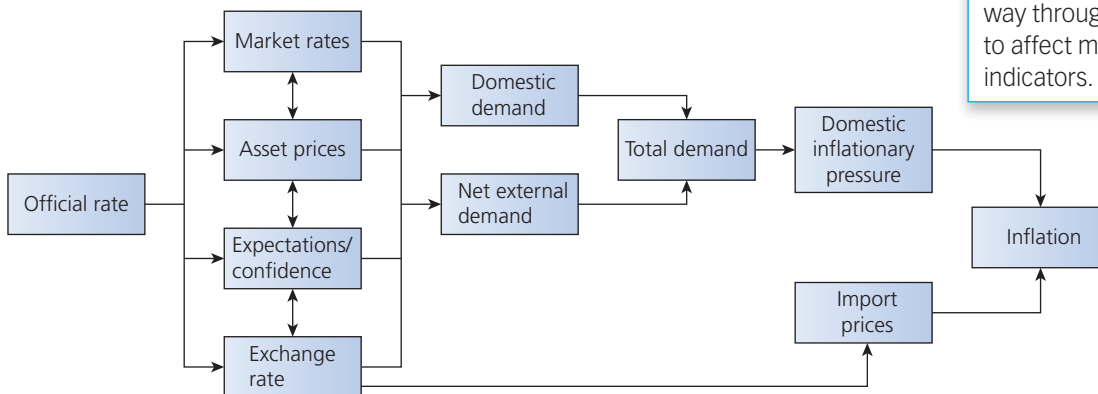 way through
to affect m
indicators.
Market rates
Domestic
demand
Asset prices
Total demand
Domestic
inflationary
pressure
Official rate
Net external
demand
Expectations/
confidence
Inflation
Import
prices
Exchange
rate